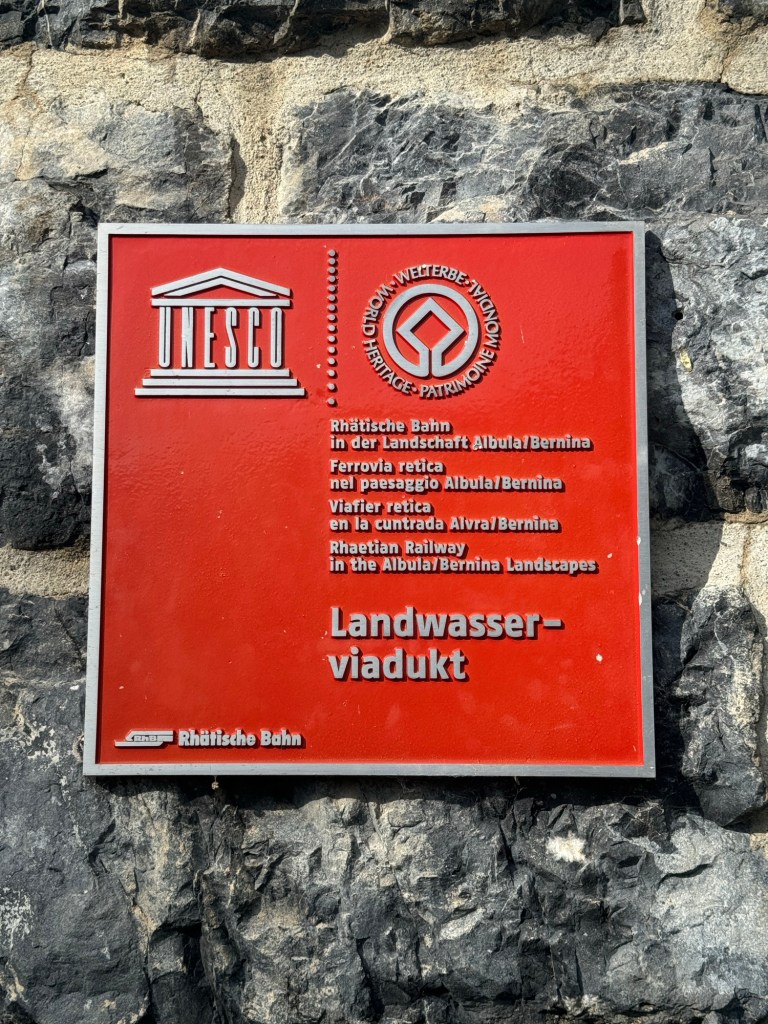 UNESCO
WELTERBE · PATRIMOINE MONDIAL · WORLD HERITAGE ·
Rhätische Bahn
in der Landschaft Albula/Bernina
Ferrovia retica
nel paesaggio Albula/Bernina
Viafier retica
en la cuntrada Alvra/Bernina
Rhaetian Railway
in the Albula/Bernina Landscapes
Landwasser-
viadukt
RhB Rhätische Bahn